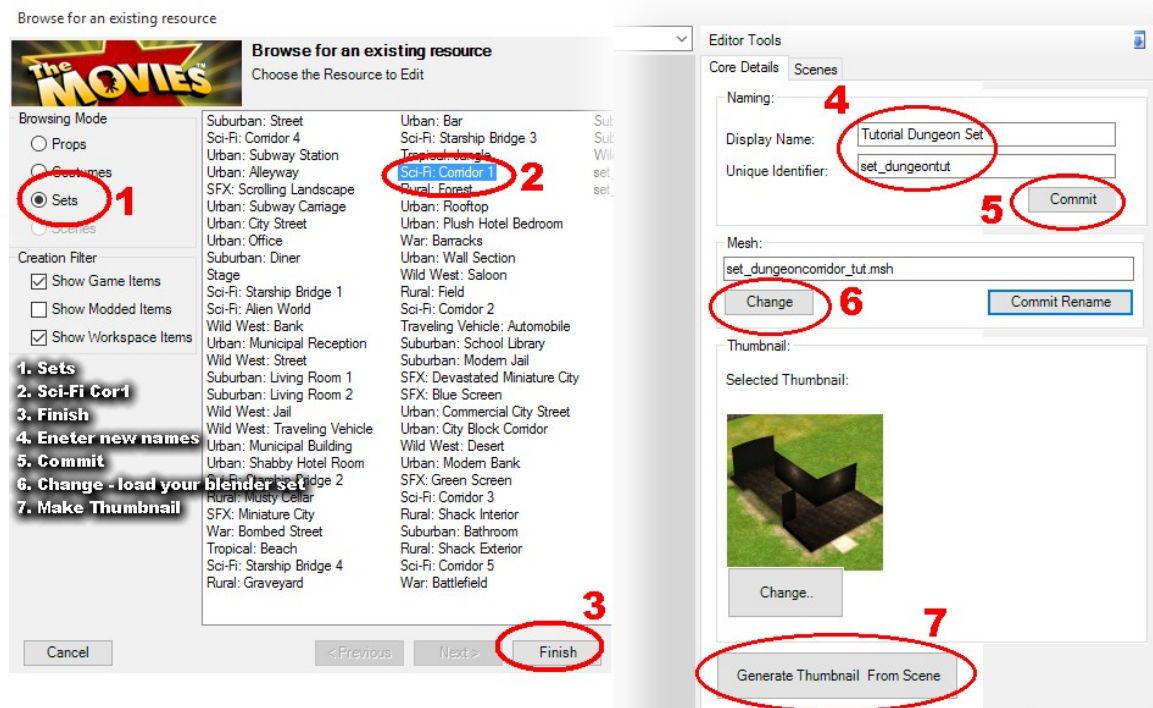 Browse for an existing resource
The MOVIES™
Browse for an existing resource
Choose the Resource to Edit
Browsing Mode
Props
Costumes
Sets
Scenes
1
Creation Filter
Show Game Items
Show Modded Items
Show Workspace Items
1. Sets
2. Sci-Fi Cor1
3. Finish
4. Eneter new names
5. Commit
6. Change - load your blender set
7. Make Thumbnail
Suburban: Street
Sci-Fi: Corridor 4
Urban: Subway Station
Urban: Alleyway
SFX: Scrolling Landscape
Urban: Subway Carriage
Urban: City Street
Urban: Office
Suburban: Diner
Stage
Sci-Fi: Starship Bridge 1
Sci-Fi: Alien World
Wild West: Bank
Urban: Municipal Reception
Wild West: Street
Suburban: Living Room 1
Suburban: Living Room 2
Wild West: Jail
Wild West: Traveling Vehicle
Urban: Municipal Building
Urban: Shabby Hotel Room
Sci-Fi: Starship Bridge 2
Rural: Musty Cellar
SFX: Miniature City
War: Bombed Street
Tropical: Beach
Sci-Fi: Starship Bridge 4
Rural: Graveyard
Urban: Bar
Sci-Fi: Starship Bridge 3
Tropical: Jungle
Sci-Fi: Corridor 1
2
Rural: Forest
Urban: Rooftop
Urban: Plush Hotel Bedroom
War: Barracks
Urban: Wall Section
Wild West: Saloon
Rural: Field
Sci-Fi: Corridor 2
Traveling Vehicle: Automobile
Suburban: School Library
Suburban: Modern Jail
SFX: Devastated Miniature City
SFX: Blue Screen
Urban: Commercial City Street
Urban: City Block Corridor
Wild West: Desert
Urban: Modern Bank
SFX: Green Screen
Sci-Fi: Corridor 3
Rural: Shack Interior
Suburban: Bathroom
Rural: Shack Exterior
Sci-Fi: Corridor 5
War: Battlefield
3
Cancel
< Previous
Next >
Finish
Editor Tools
Core Details
Scenes
Naming:
4
Display Name:
Tutorial Dungeon Set
Unique Identifier:
set_dungeontut
5
Commit
Mesh:
set_dungeoncorridor_tut.msh
Change
6
Commit Rename
Thumbnail:
Selected Thumbnail:
Change..
7
Generate Thumbnail From Scene